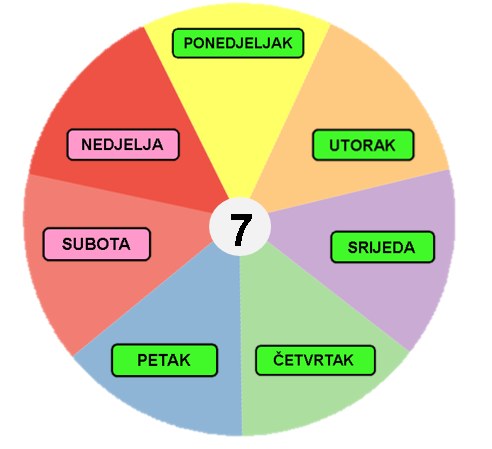 PONEDJELJAK
UTORAK
SRIJEDA
ČETVRTAK
PETAK
SUBOTA
NEDJELJA
7